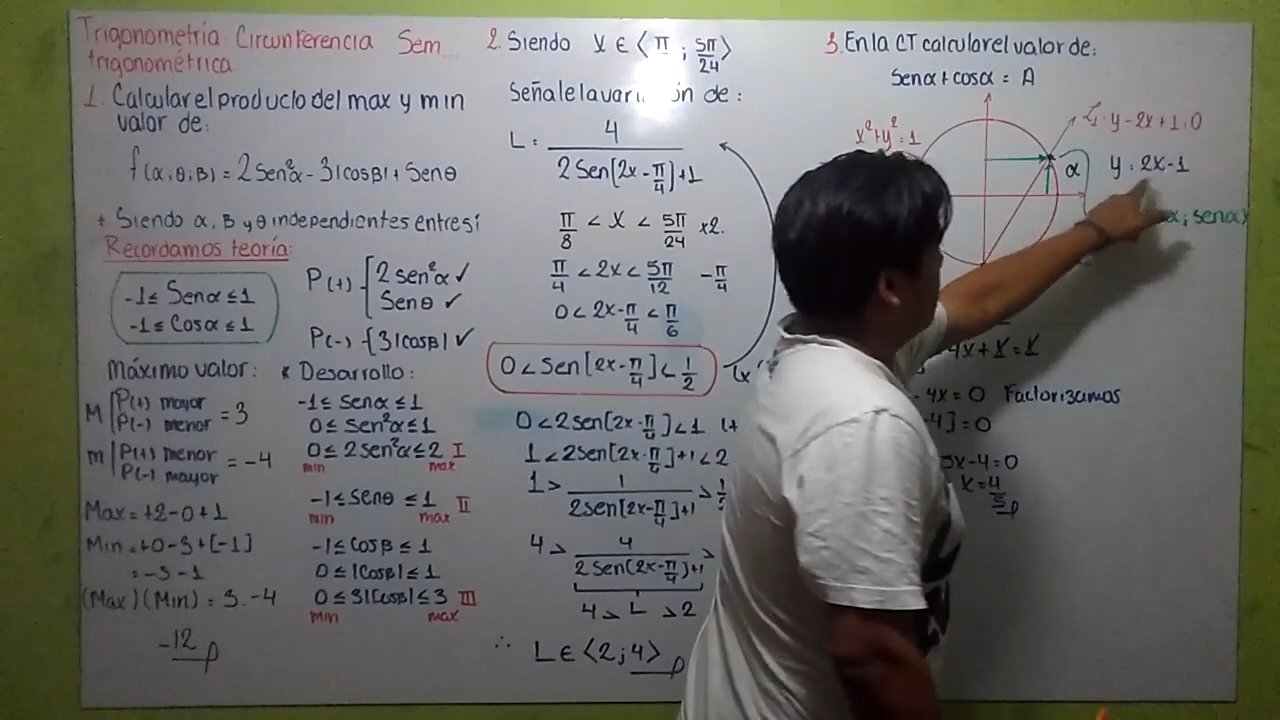 Trigonometría: Circunferencia Sem
trigonométrica.
1. Calcular el producto del max y min
valor de:
f(α;θ;β) = 2Sen²α - 3|cosβ| + Senθ
* Siendo α, β y θ independientes entre sí
Recordamos teoría:
-1 ≤ Senα ≤ 1
-1 ≤ Cosα ≤ 1
P(+) { 2sen²α ✓
Senθ ✓
P(-) { 3|cosβ| ✓
Máximo valor:
M | P(+) mayor
P(-) menor = 3
m | P(+) menor
P(-) mayor = -4
Max = +2-0+1
Min = +0-3+[-1]
= -3-1
(Max)(Min) = 3.-4
-12
* Desarrollo:
-1 ≤ senα ≤ 1
0 ≤ sen²α ≤ 1
0 ≤ 2sen²α ≤ 2 I
min max
-1 ≤ senθ ≤ 1 II
min max
-1 ≤ cosβ ≤ 1
0 ≤ |cosβ| ≤ 1
0 ≤ 3|cosβ| ≤ 3 III
min max
2. Siendo x ∈ ⟨π ; 5π/24⟩
Señale la variación de:
L = 4/(2Sen[2x-π/4]+1)
π/8 < x < 5π/24 x2.
π/4 < 2x < 5π/12 -π/4
0 < 2x-π/4 < π/6
0 < Sen[2x-π/4] < 1/2
0 < 2sen[2x-π/4] < 1
1 < 2sen[2x-π/4]+1 < 2
1 > 1/(2sen[2x-π/4]+1) > 1/2
4 > 4/(2sen(2x-π/4)+1) >
4 > L > 2
∴ L ∈ ⟨2;4⟩
3. En la CT calcular el valor de:
Senα + cosα = A
x²+y²=1
L₁: y-2x+1=0
α
y = 2x-1
α; senα)
4x+1=1
4x=0 Factorizamos
-4]=0
5x-4=0
x=4/5